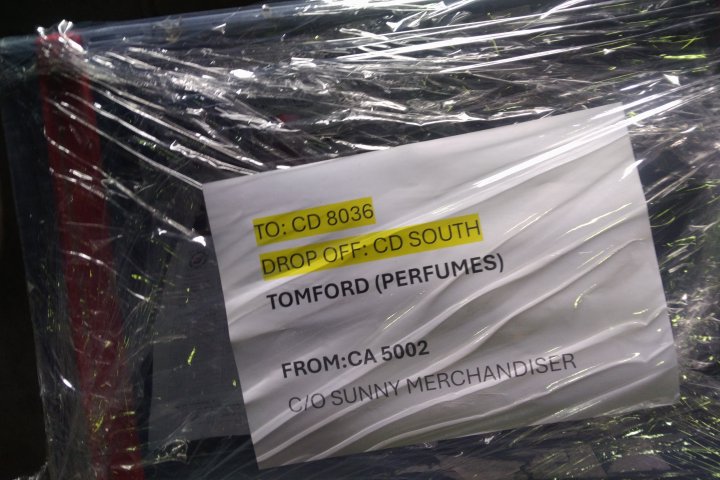 TO: CD 8036
DROP OFF: CD SOUTH
TOMFORD (PERFUMES)
FROM:CA 5002
C/O SUNNY MERCHANDISER